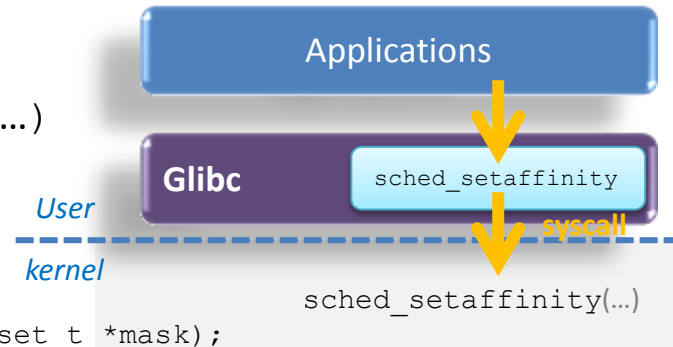 Applications
...)
Glibc
sched_setaffinity
User
syscall
kernel
sched_setaffinity(...)
set t *mask);